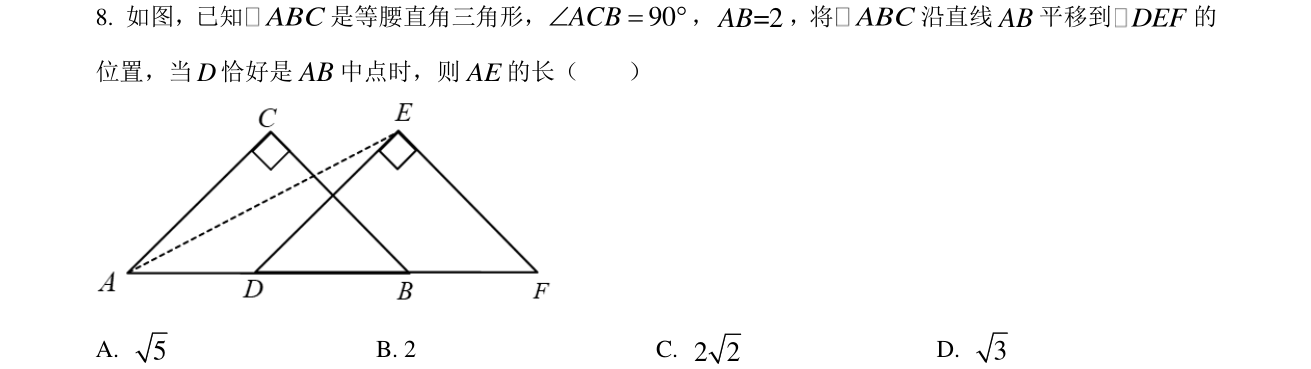 8. 如图，已知□ABC是等腰直角三角形，∠ACB=90°，AB=2，将□ABC沿直线AB平移到□DEF的
位置，当D恰好是AB中点时，则AE的长（　　）
C
E
A
D
B
F
A. √5
B. 2
C. 2√2
D. √3